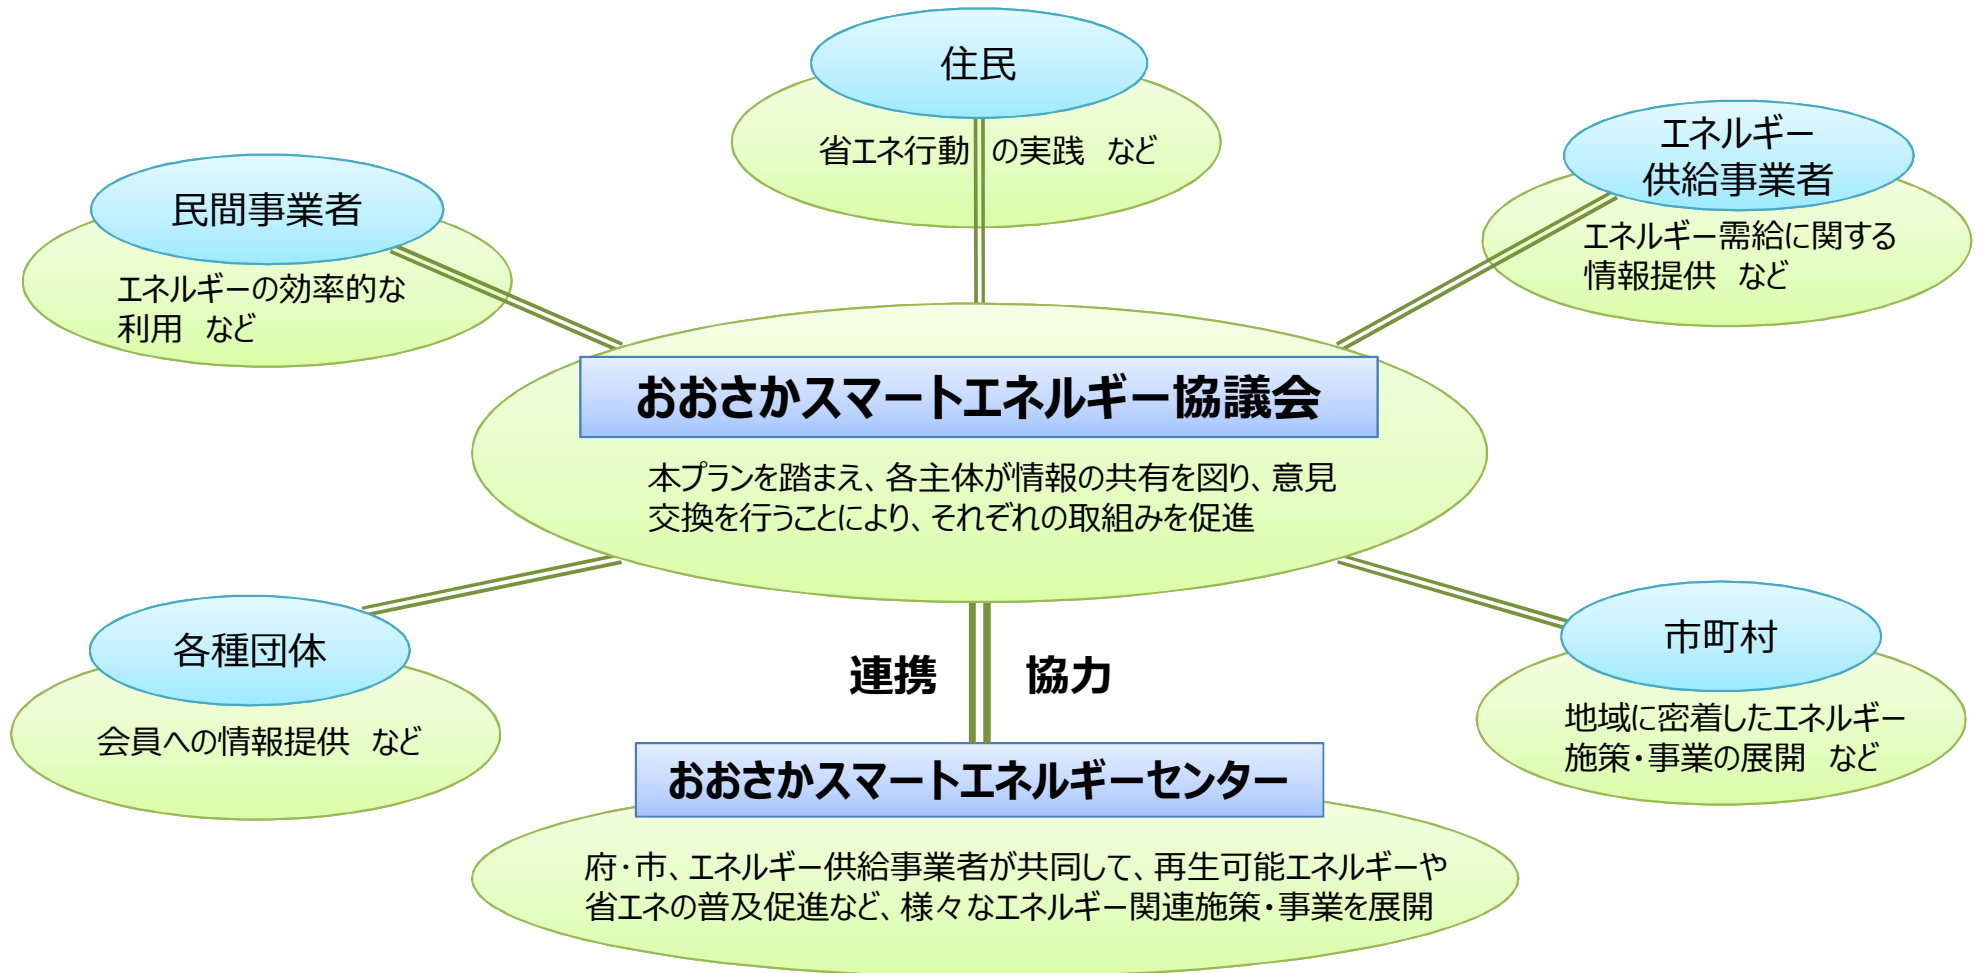 住民
省エネ行動 の実践 など
エネルギー
供給事業者
エネルギー需給に関する
情報提供 など
民間事業者
エネルギーの効率的な
利用 など
おおさかスマートエネルギー協議会
本プランを踏まえ、各主体が情報の共有を図り、意見
交換を行うことにより、それぞれの取組みを促進
各種団体
会員への情報提供 など
連携 協力
市町村
地域に密着したエネルギー
施策・事業の展開 など
おおさかスマートエネルギーセンター
府・市、エネルギー供給事業者が共同して、再生可能エネルギーや
省エネの普及促進など、様々なエネルギー関連施策・事業を展開